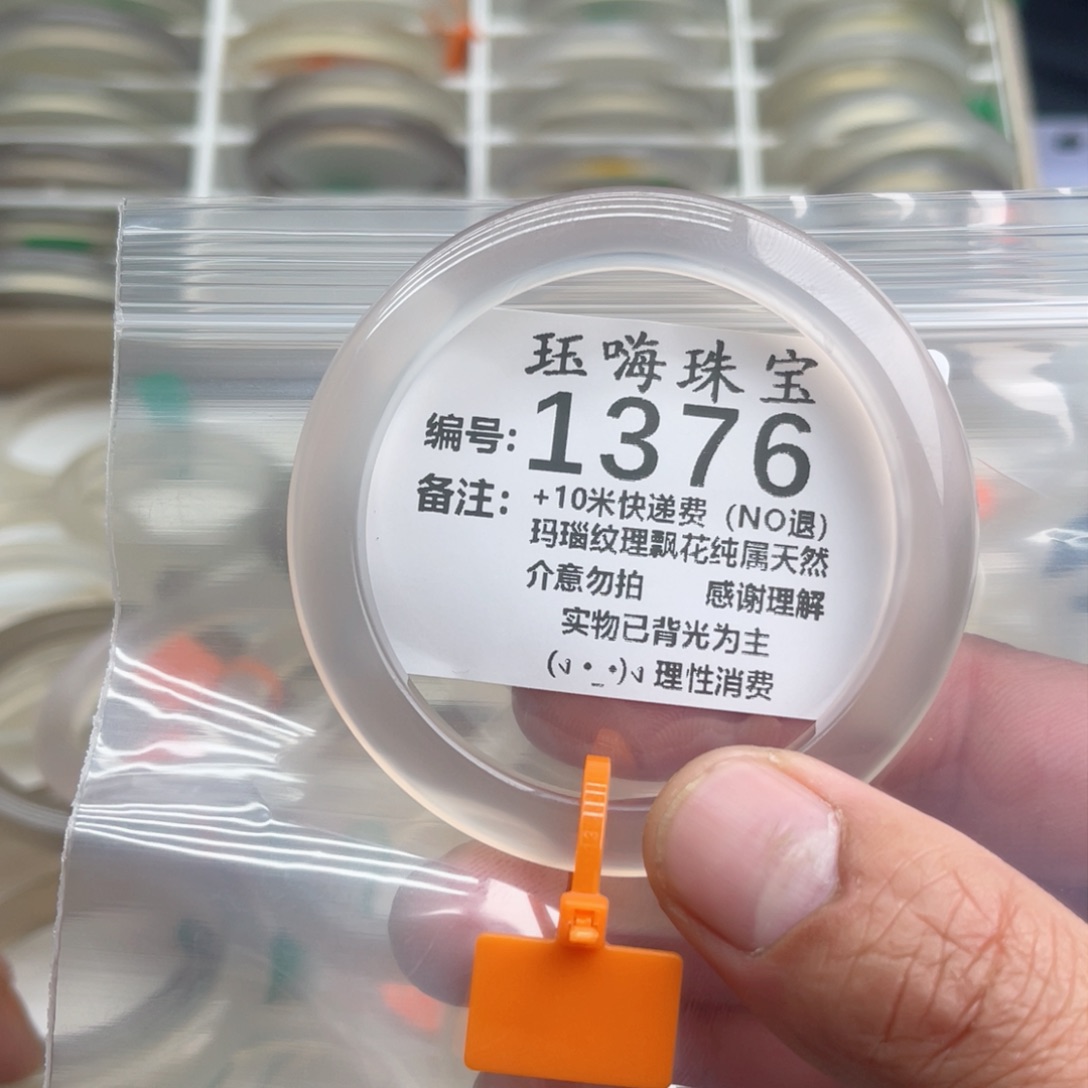 珏嗨珠宝
编号: 1376
备注: +10米快递费 (NO退)
玛瑙纹理飘花纯属天然
介意勿拍 感谢理解
实物已背光为主
(ง •̀_•́)ง 理性消费